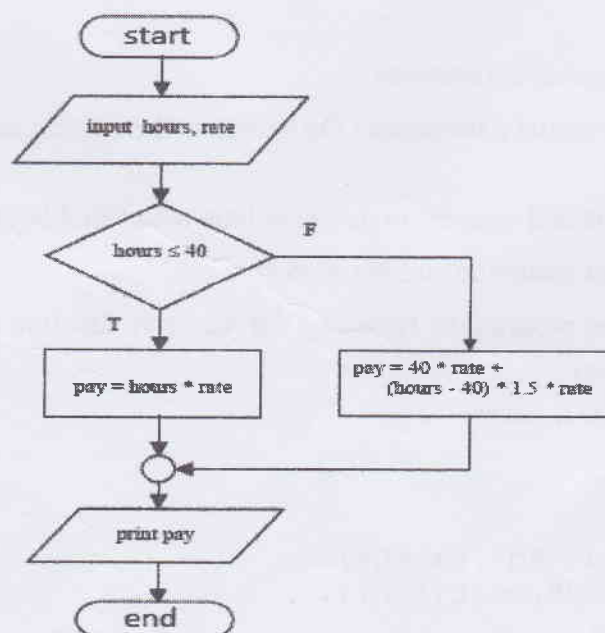 start
input hours, rate
hours ≤ 40
F
T
pay = hours * rate
pay = 40 * rate +
(hours - 40) * 1.5 * rate
print pay
end